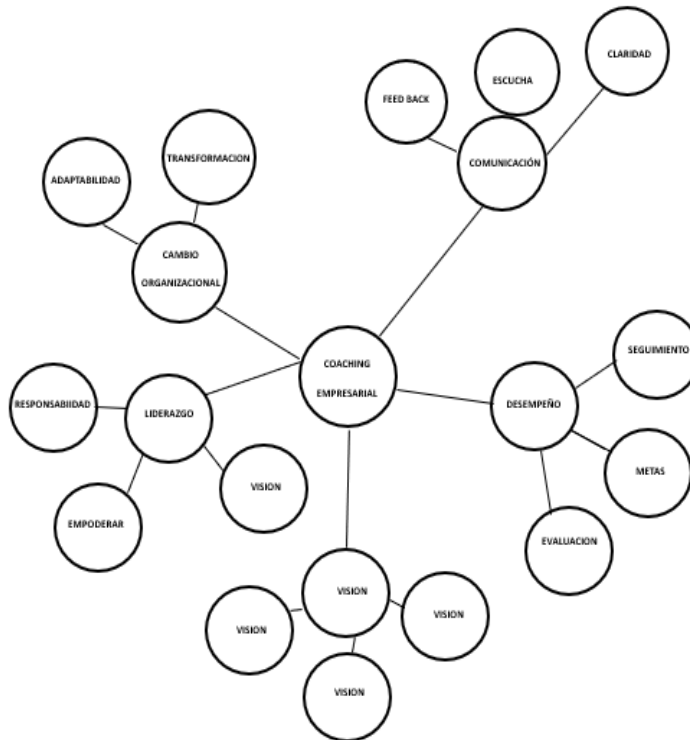 CLARIDAD
ESCUCHA
FEED BACK
COMUNICACIÓN
TRANSFORMACION
ADAPTABILIDAD
CAMBIO
ORGANIZACIONAL
COACHING
EMPRESARIAL
SEGUIMIENTO
DESEMPEÑO
METAS
EVALUACION
RESPONSABIIDAD
LIDERAZGO
VISION
EMPODERAR
VISION
VISION
VISION
VISION